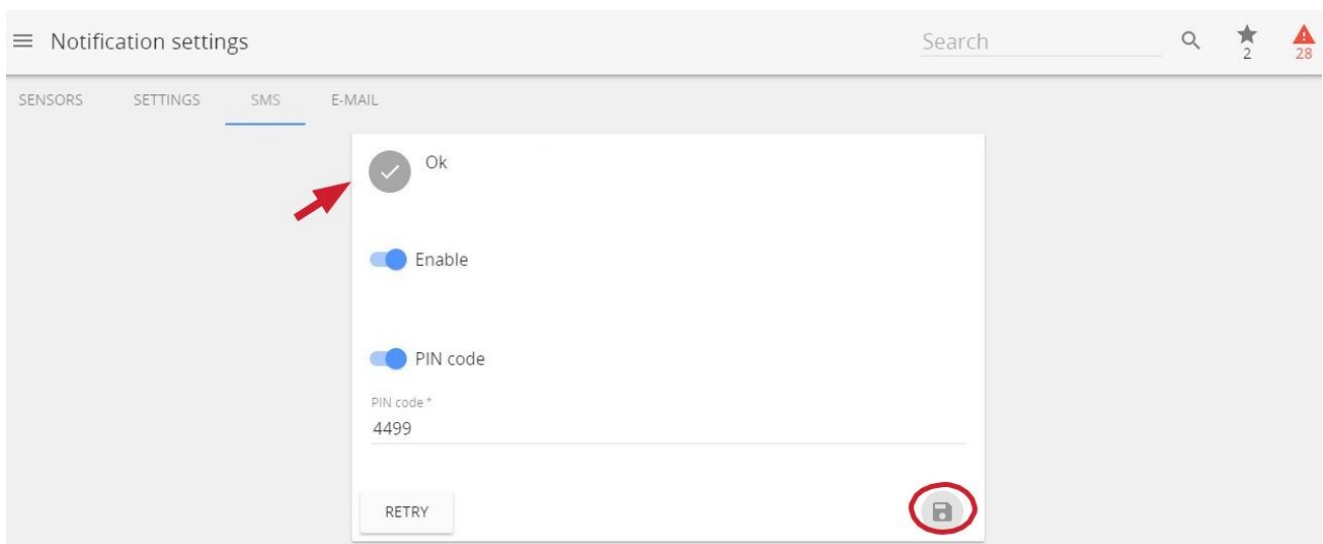 Notification settings
Search
2
28
SENSORS SETTINGS SMS E-MAIL
Ok
Enable
PIN code
PIN code *
4499
RETRY